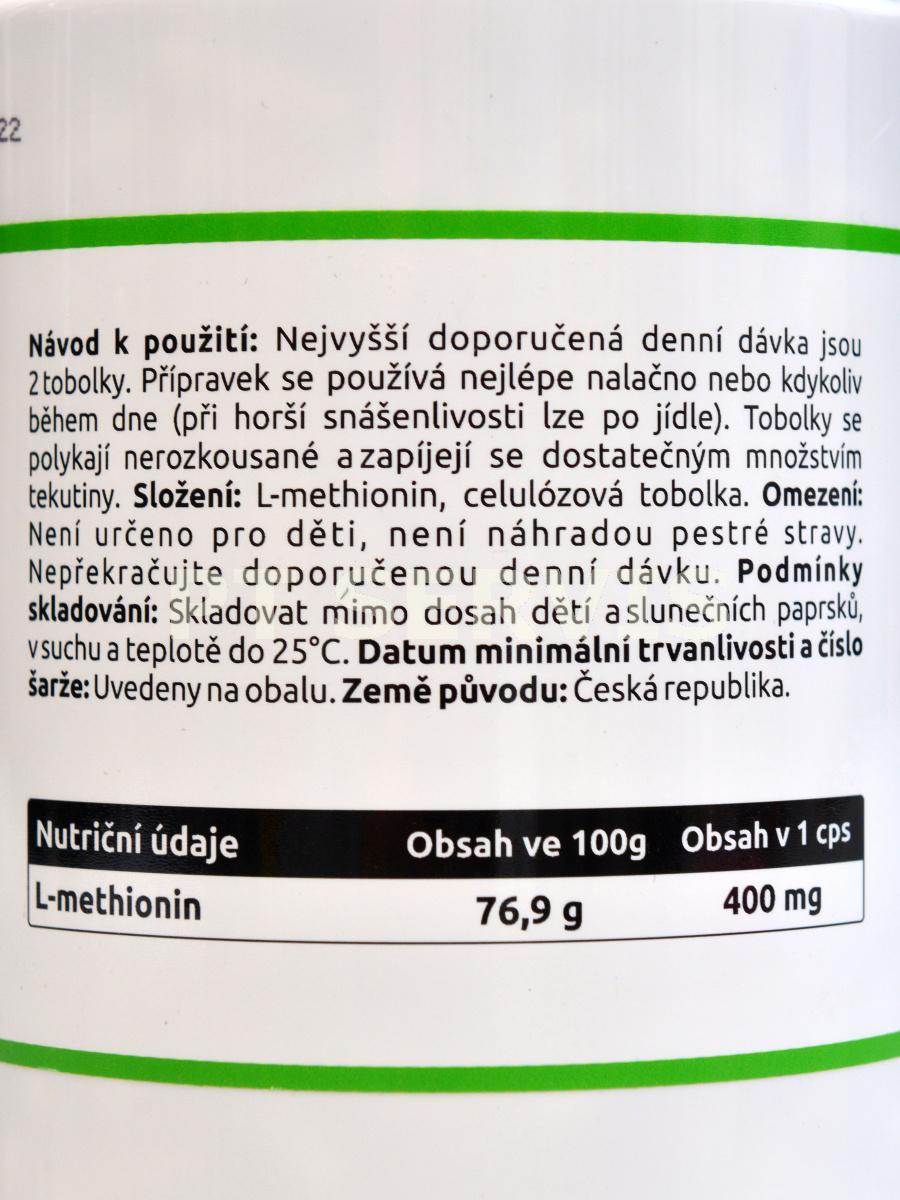 22
Návod k použití: Nejvyšší doporučená denní dávka jsou
2 tobolky. Přípravek se používá nejlépe nalačno nebo kdykoliv
během dne (při horší snášenlivosti lze po jídle). Tobolky se
polykají nerozkousané a zapíjejí se dostatečným množstvím
tekutiny. Složení: L-methionin, celulózová tobolka. Omezení:
Není určeno pro děti, není náhradou pestré stravy.
Nepřekračujte doporučenou denní dávku. Podmínky
skladování: Skladovat mimo dosah dětí a slunečních paprsků,
v suchu a teplotě do 25°C. Datum minimální trvanlivosti a číslo
šarže: Uvedeny na obalu. Země původu: Česká republika.
Nutriční údaje Obsah ve 100g Obsah v 1 cps
L-methionin 76,9 g 400 mg